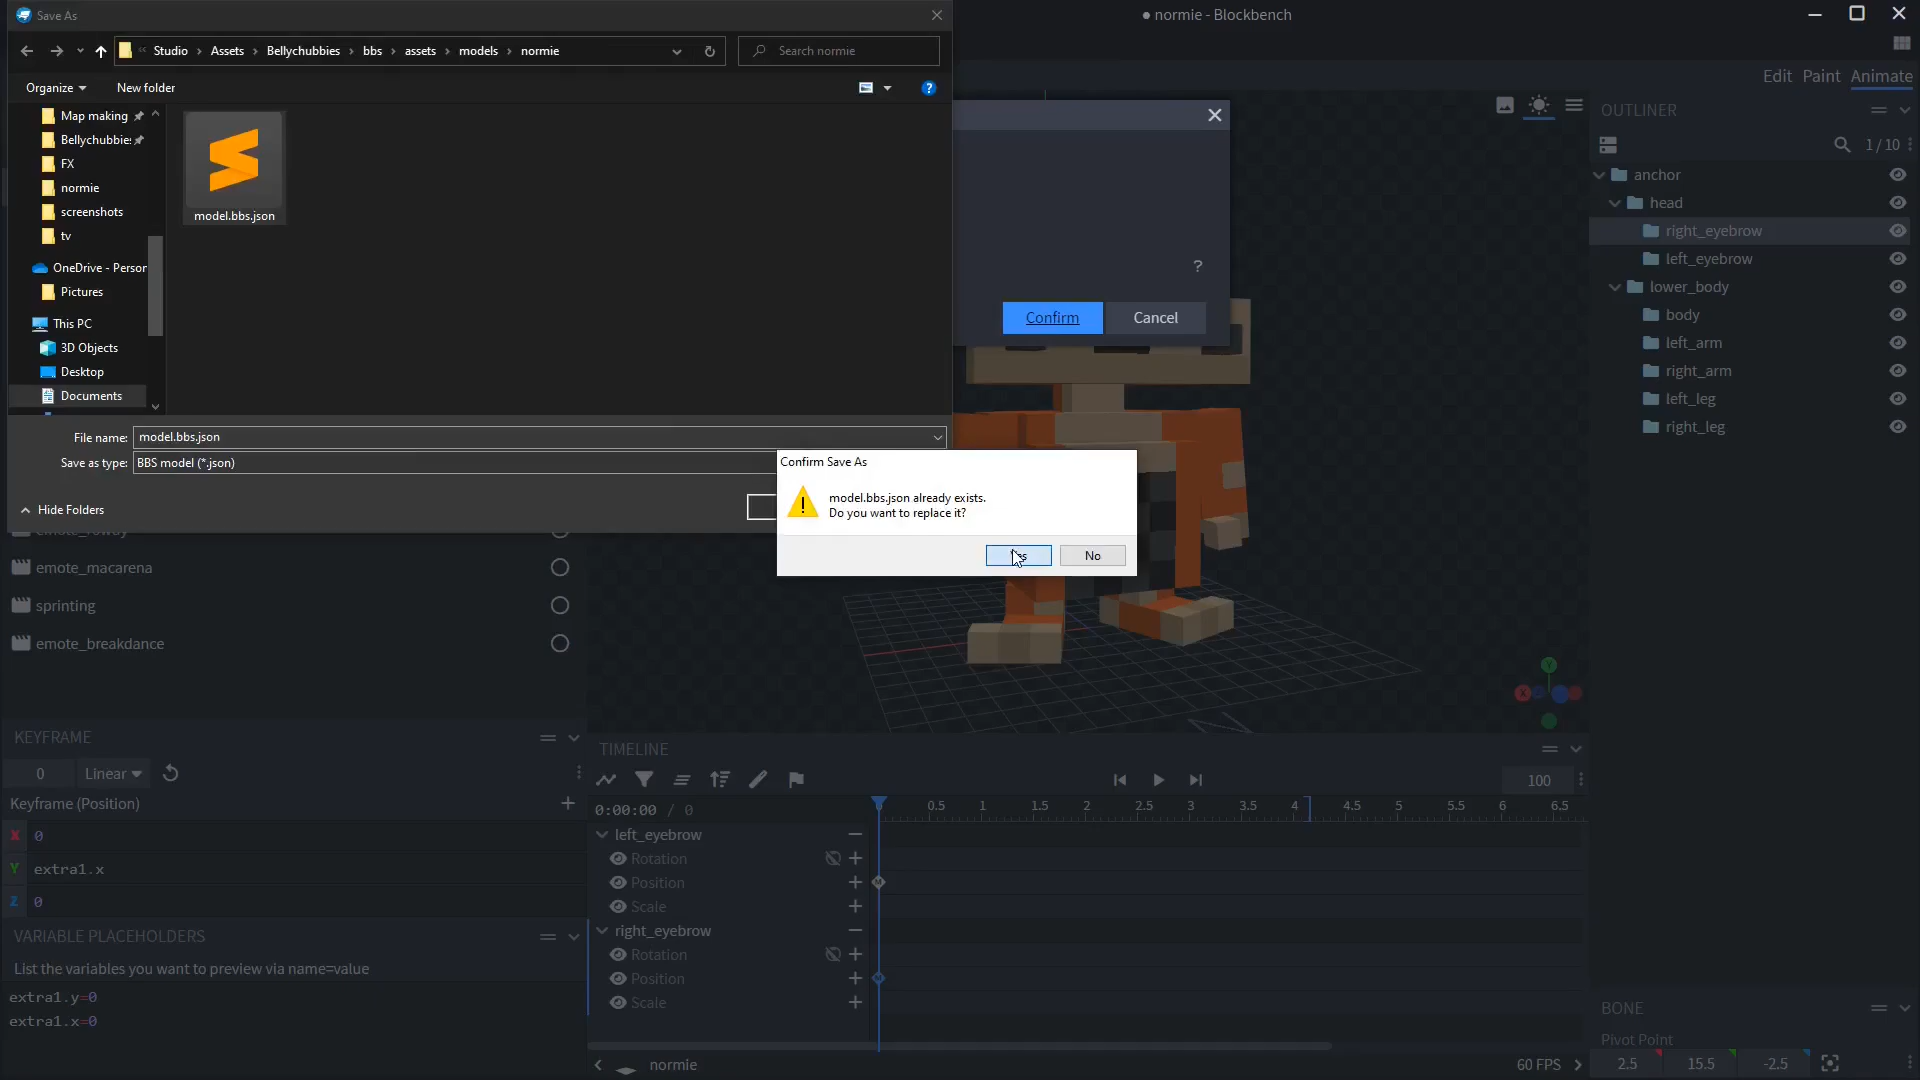 Save As
normie - Blockbench
Studio › Assets › Bellychubbies › bbs › assets › models › normie
Search normie
Organize
New folder
?
Edit Paint Animate
OUTLINER
1 / 10
Map making
Bellychubbies
FX
normie
screenshots
tv
OneDrive - Person
Pictures
This PC
3D Objects
Desktop
Documents
model.bbs.json
?
Confirm
Cancel
anchor
head
right_eyebrow
left_eyebrow
lower_body
body
left_arm
right_arm
left_leg
right_leg
File name: model.bbs.json
Save as type: BBS model (*.json)
Hide Folders
Confirm Save As
model.bbs.json already exists.
Do you want to replace it?
No
emote_macarena
sprinting
emote_breakdance
Y
X
KEYFRAME
0
Linear
Keyframe (Position)
X 0
Y extra1.x
Z 0
VARIABLE PLACEHOLDERS
List the variables you want to preview via name=value
extra1.y=0
extra1.x=0
TIMELINE
100
0:00:00 / 0
0.5 1 1.5 2 2.5 3 3.5 4 4.5 5 5.5 6 6.5
left_eyebrow
Rotation
Position
Scale
right_eyebrow
Rotation
Position
Scale
normie
60 FPS
BONE
Pivot Point
2.5 15.5 -2.5